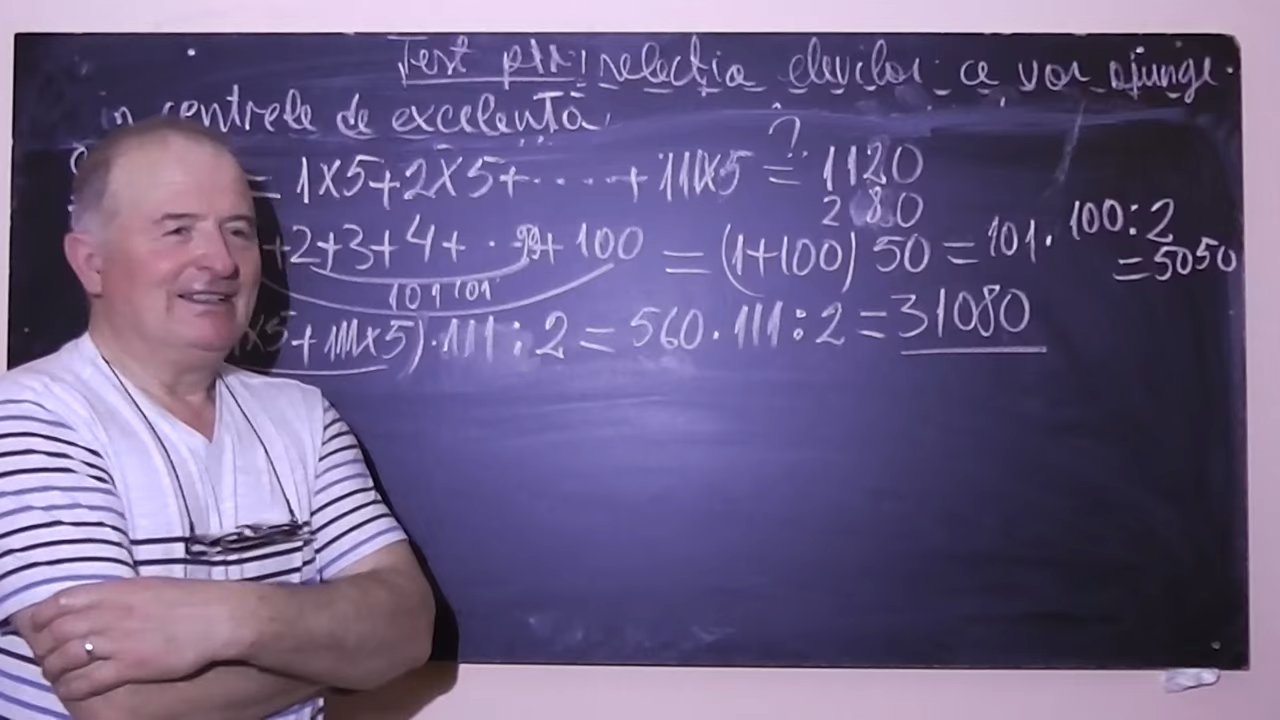 Test ptr. selecția elevilor ce vor ajunge
în centrele de excelență.
= 1x5+2x5+.....+111x5 = ? 1120
280
+2+3+4+..99+100 = (1+100) 50 = 101.100:2
= 5050
101 101
x5+111x5).111:2 = 560.111:2 = 31080